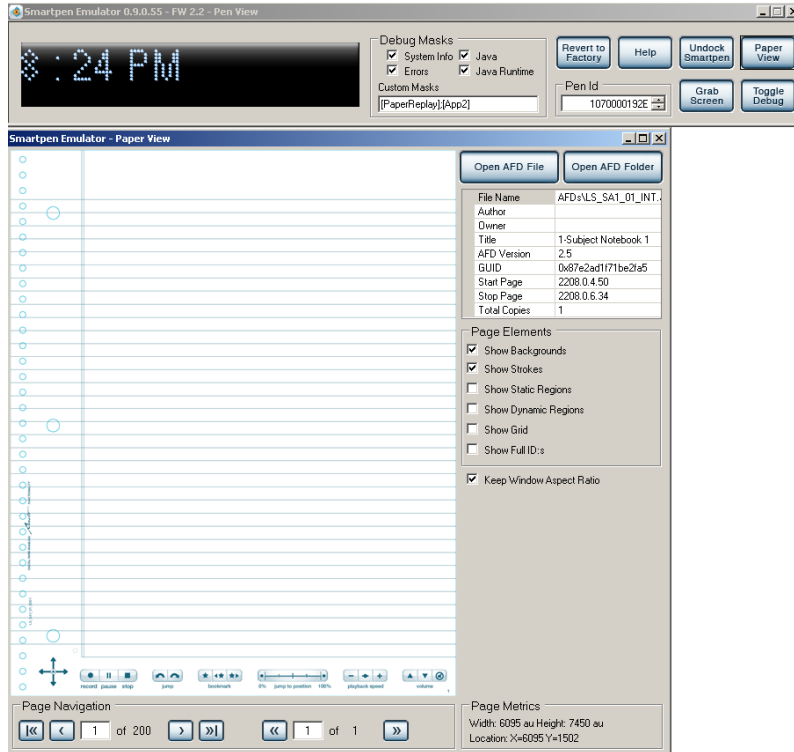 Smartpen Emulator 0.9.0.55 - FW 2.2 - Pen View
8:24 PM
Debug Masks
System Info
Java
Errors
Java Runtime
Custom Masks
[PaperReplay];[App2]
Revert to Factory
Help
Undock Smartpen
Paper View
Pen Id
1070000192E
Grab Screen
Toggle Debug
Smartpen Emulator - Paper View
Open AFD File
Open AFD Folder
File Name AFDs\LS_SA1_01_INT.
Author
Owner
Title 1-Subject Notebook 1
AFD Version 2.5
GUID 0x87e2ad1f71be2fa5
Start Page 2208.0.4.50
Stop Page 2208.0.6.34
Total Copies 1
Page Elements
Show Backgrounds
Show Strokes
Show Static Regions
Show Dynamic Regions
Show Grid
Show Full ID:s
Keep Window Aspect Ratio
record pause stop jump bookmark 0% jump to position 100% playback speed volume 1
Page Navigation
1 of 200
1 of 1
Page Metrics
Width: 6095 au Height: 7450 au
Location: X=6095 Y=1502